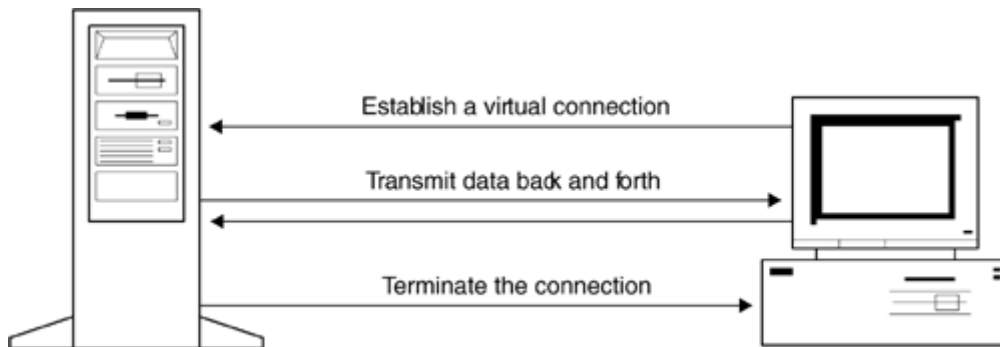 Establish a virtual connection
Transmit data back and forth
Terminate the connection